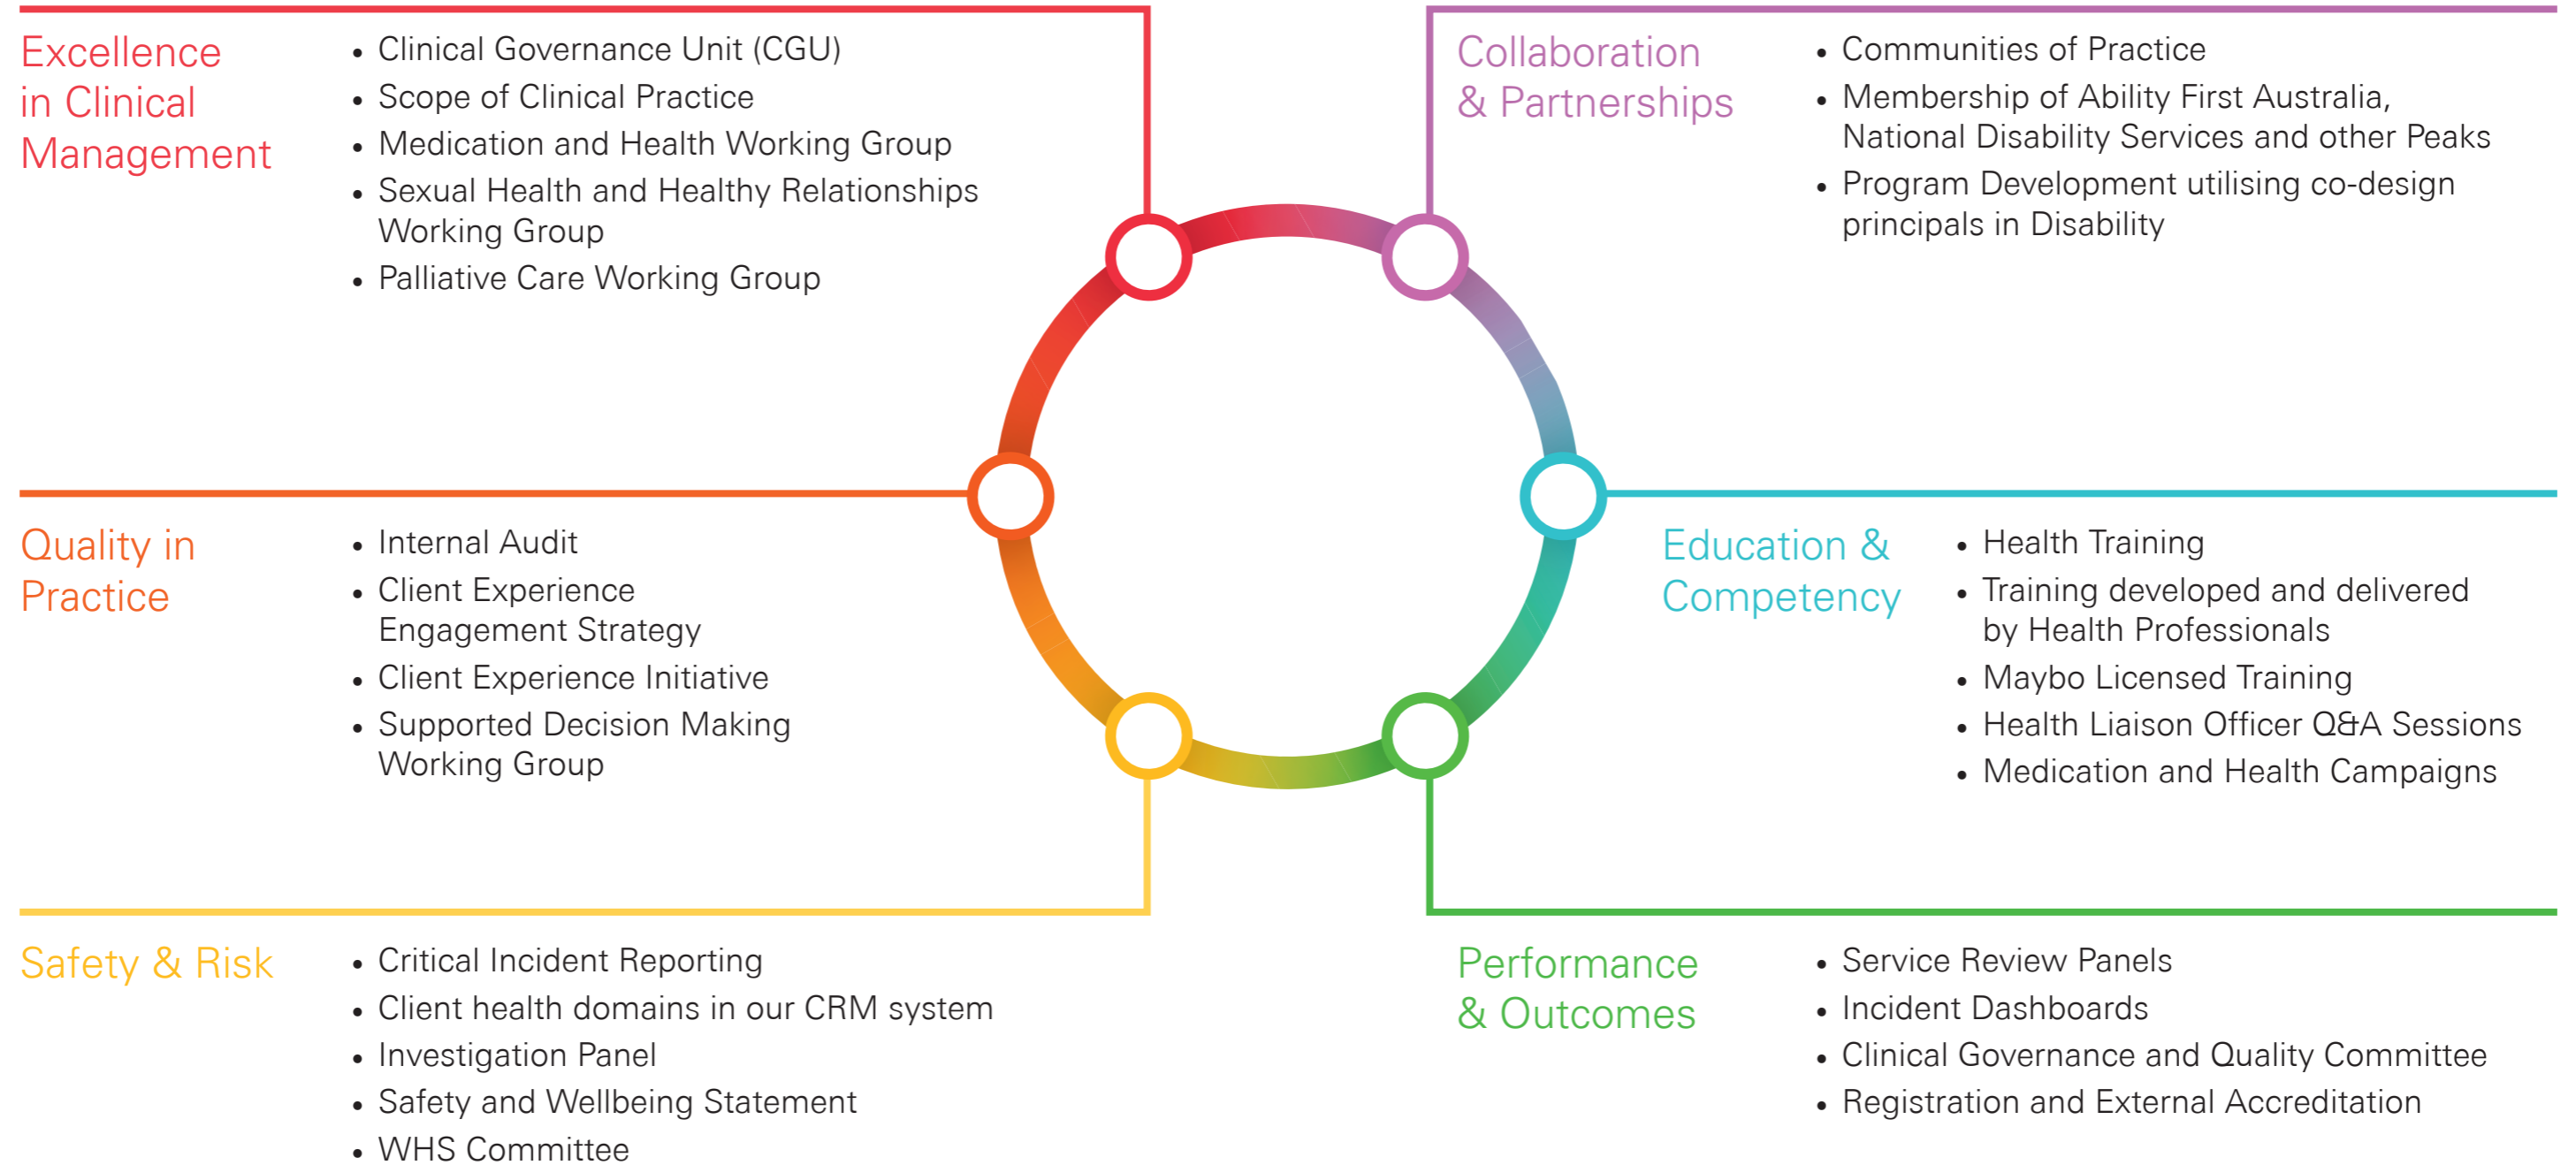 Excellence
in Clinical
Management
• Clinical Governance Unit (CGU)
• Scope of Clinical Practice
• Medication and Health Working Group
• Sexual Health and Healthy Relationships
Working Group
• Palliative Care Working Group
Collaboration
& Partnerships
• Communities of Practice
• Membership of Ability First Australia,
National Disability Services and other Peaks
• Program Development utilising co-design
principals in Disability
Quality in
Practice
• Internal Audit
• Client Experience
Engagement Strategy
• Client Experience Initiative
• Supported Decision Making
Working Group
Education &
Competency
• Health Training
• Training developed and delivered
by Health Professionals
• Maybo Licensed Training
• Health Liaison Officer Q&A Sessions
• Medication and Health Campaigns
Safety & Risk
• Critical Incident Reporting
• Client health domains in our CRM system
• Investigation Panel
• Safety and Wellbeing Statement
• WHS Committee
Performance
& Outcomes
• Service Review Panels
• Incident Dashboards
• Clinical Governance and Quality Committee
• Registration and External Accreditation